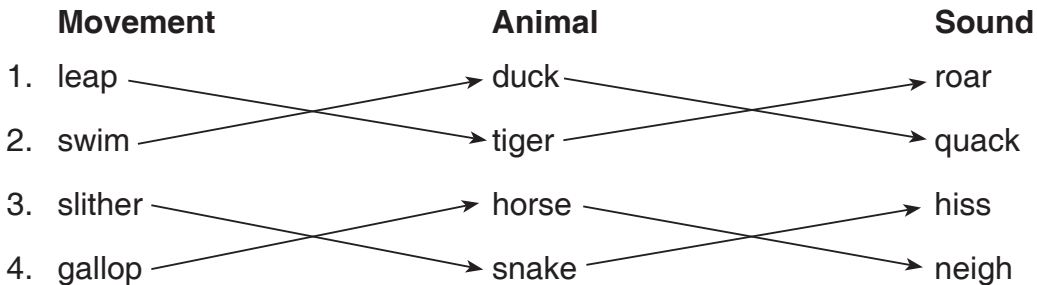 Movement Animal Sound
1. leap duck roar
2. swim tiger quack
3. slither horse hiss
4. gallop snake neigh